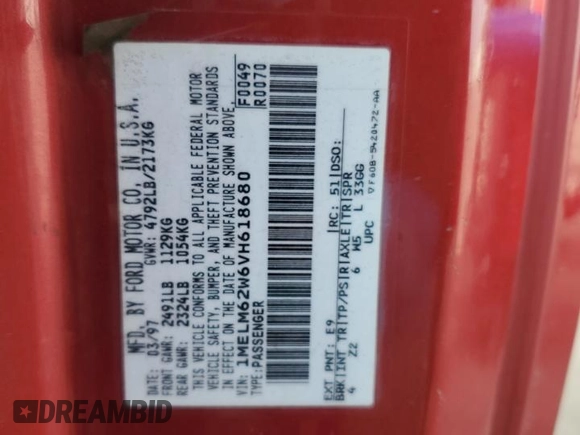 MFD. BY FORD MOTOR CO. IN U.S.A.
DATE: 03/97 GVWR: 4792LB/2173KG
FRONT GAWR: 2491LB 1129KG
REAR GAWR: 2324LB 1054KG
THIS VEHICLE CONFORMS TO ALL APPLICABLE FEDERAL MOTOR
VEHICLE SAFETY, BUMPER, AND THEFT PREVENTION STANDARDS
IN EFFECT ON THE DATE OF MANUFACTURE SHOWN ABOVE.
VIN: 1MELM62W6VH618680 F0049
TYPE: PASSENGER R0070
EXT PNT: E9 RC: 51 DSO:
BRK INT TR TP/PS R AXLE TR SPR
4 Z2 6 W5 L 33GG
UPC
F60B-5420472-AA
DREAMBID